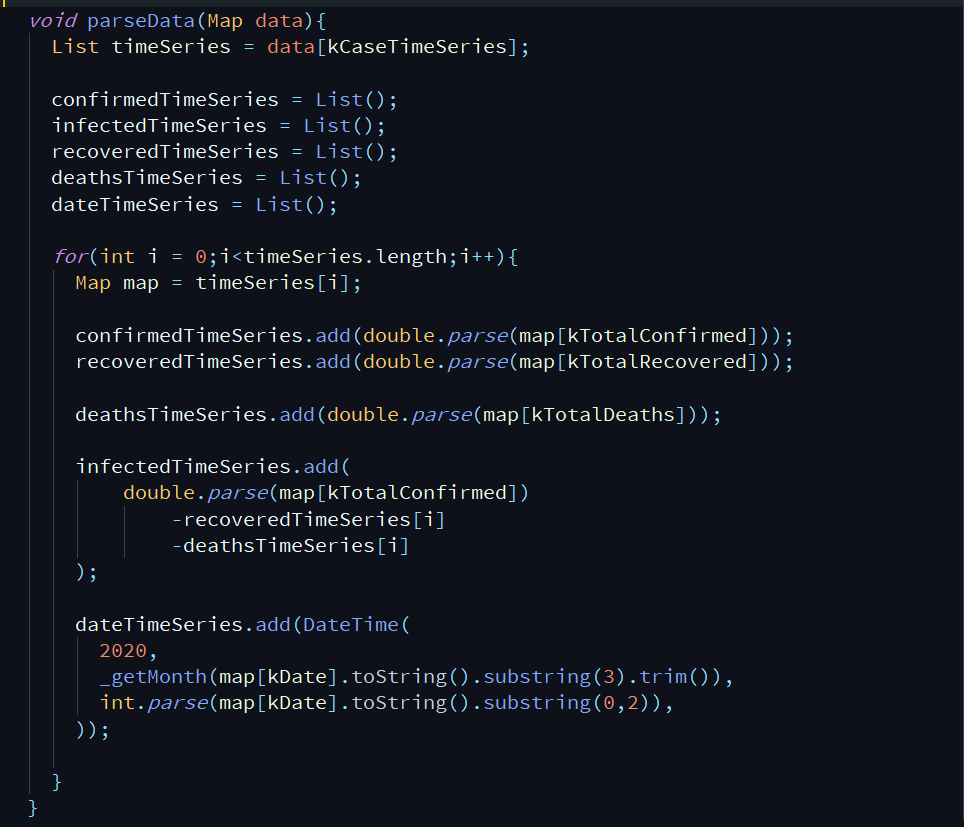 void parseData(Map data){
List timeSeries = data[kCaseTimeSeries];
confirmedTimeSeries = List();
infectedTimeSeries = List();
recoveredTimeSeries = List();
deathsTimeSeries = List();
dateTimeSeries = List();
for(int i = 0;i<timeSeries.length;i++){
Map map = timeSeries[i];
confirmedTimeSeries.add(double.parse(map[kTotalConfirmed]));
recoveredTimeSeries.add(double.parse(map[kTotalRecovered]));
deathsTimeSeries.add(double.parse(map[kTotalDeaths]));
infectedTimeSeries.add(
double.parse(map[kTotalConfirmed])
-recoveredTimeSeries[i]
-deathsTimeSeries[i]
);
dateTimeSeries.add(DateTime(
2020,
_getMonth(map[kDate].toString().substring(3).trim()),
int.parse(map[kDate].toString().substring(0,2)),
));
}
}